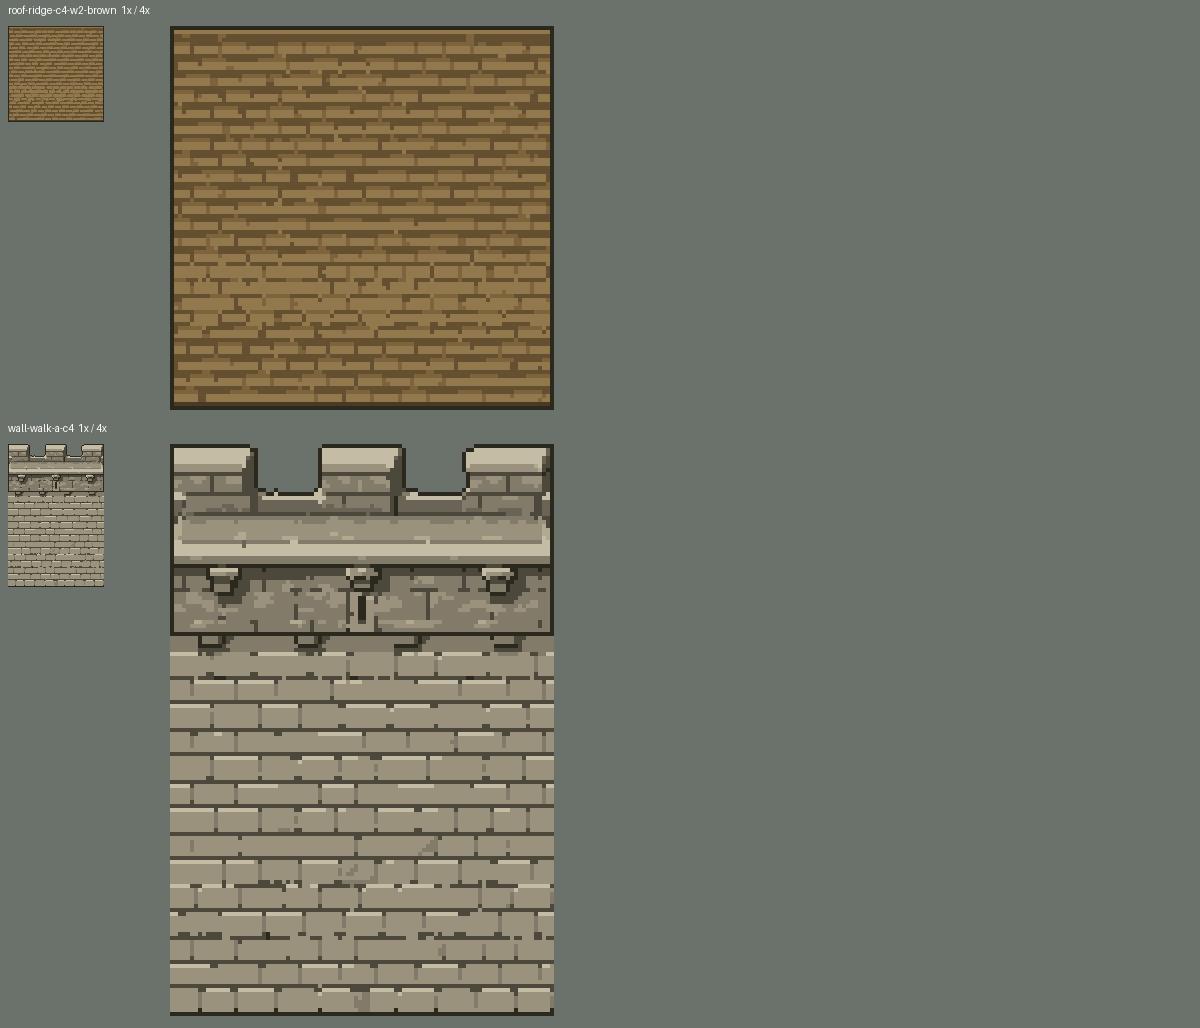 roof-ridge-c4-w2-brown 1x / 4x
wall-walk-a-c4 1x / 4x